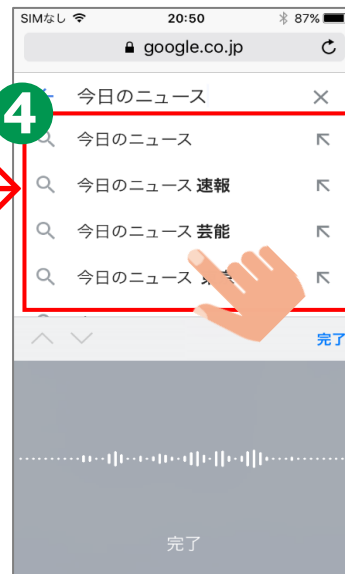 SIMなし 20:50 87%
google.co.jp
4
今日のニュース
今日のニュース
今日のニュース 速報
今日のニュース 芸能
今日のニュース
完了
完了